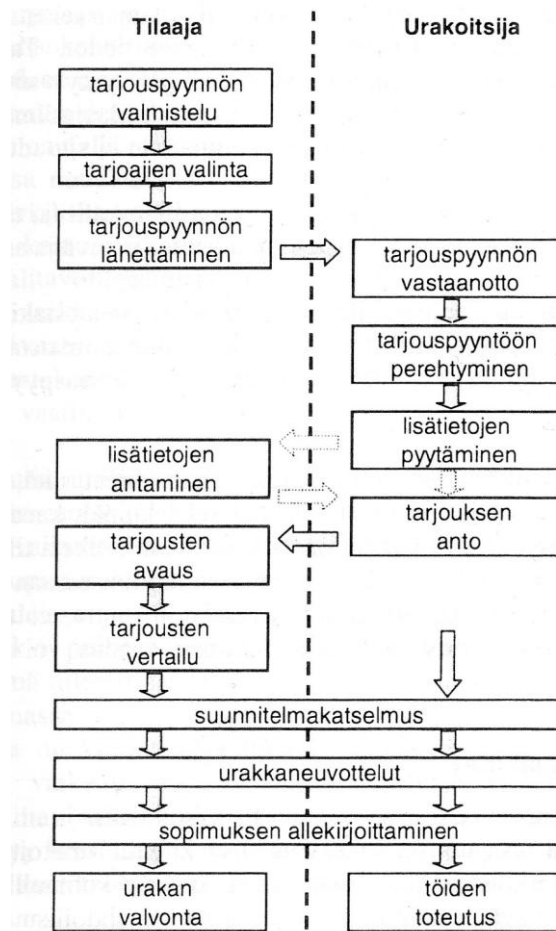 Tilaaja
Urakoitsija
tarjouspyynnön
valmistelu
tarjoajien valinta
tarjouspyynnön
lähettäminen
tarjouspyynnön
vastaanotto
tarjouspyyntöön
perehtyminen
lisätietojen
pyytäminen
lisätietojen
antaminen
tarjouksen
anto
tarjousten
avaus
tarjousten
vertailu
suunnitelmakatselmus
urakkaneuvottelut
sopimuksen allekirjoittaminen
urakan
valvonta
töiden
toteutus